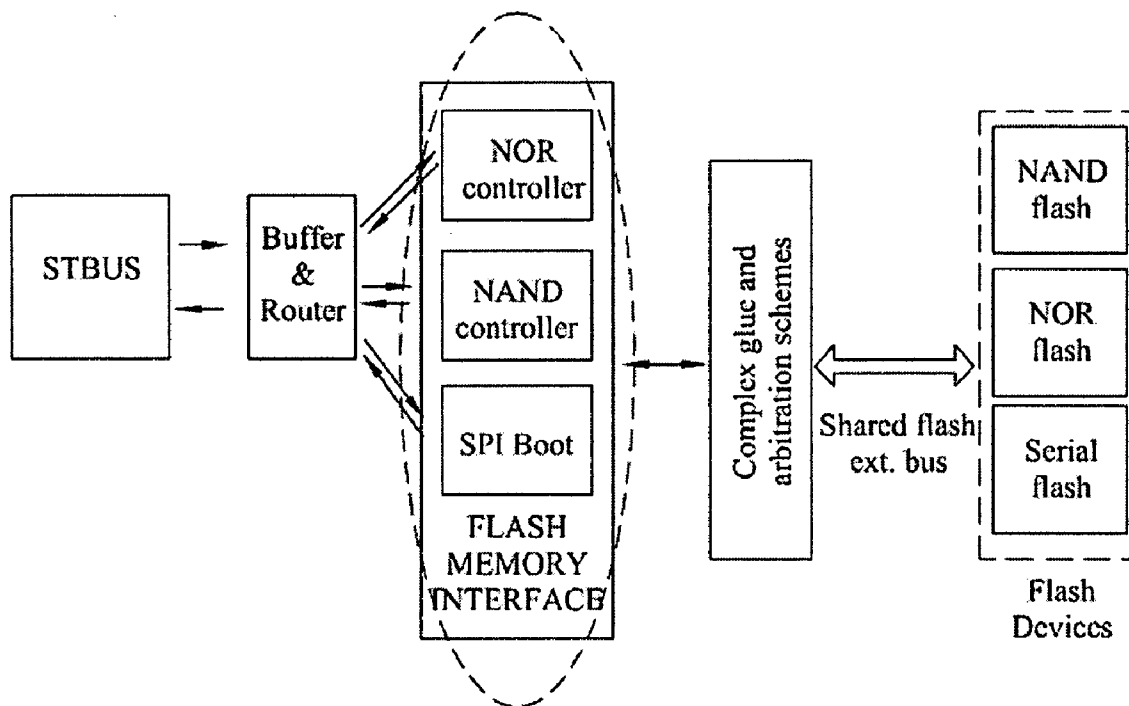 STBUS
Buffer
&
Router
NOR
controller
NAND
controller
SPI Boot
FLASH
MEMORY
INTERFACE
Complex glue and
arbitration schemes
Shared flash
ext. bus
NAND
flash
NOR
flash
Serial
flash
Flash
Devices